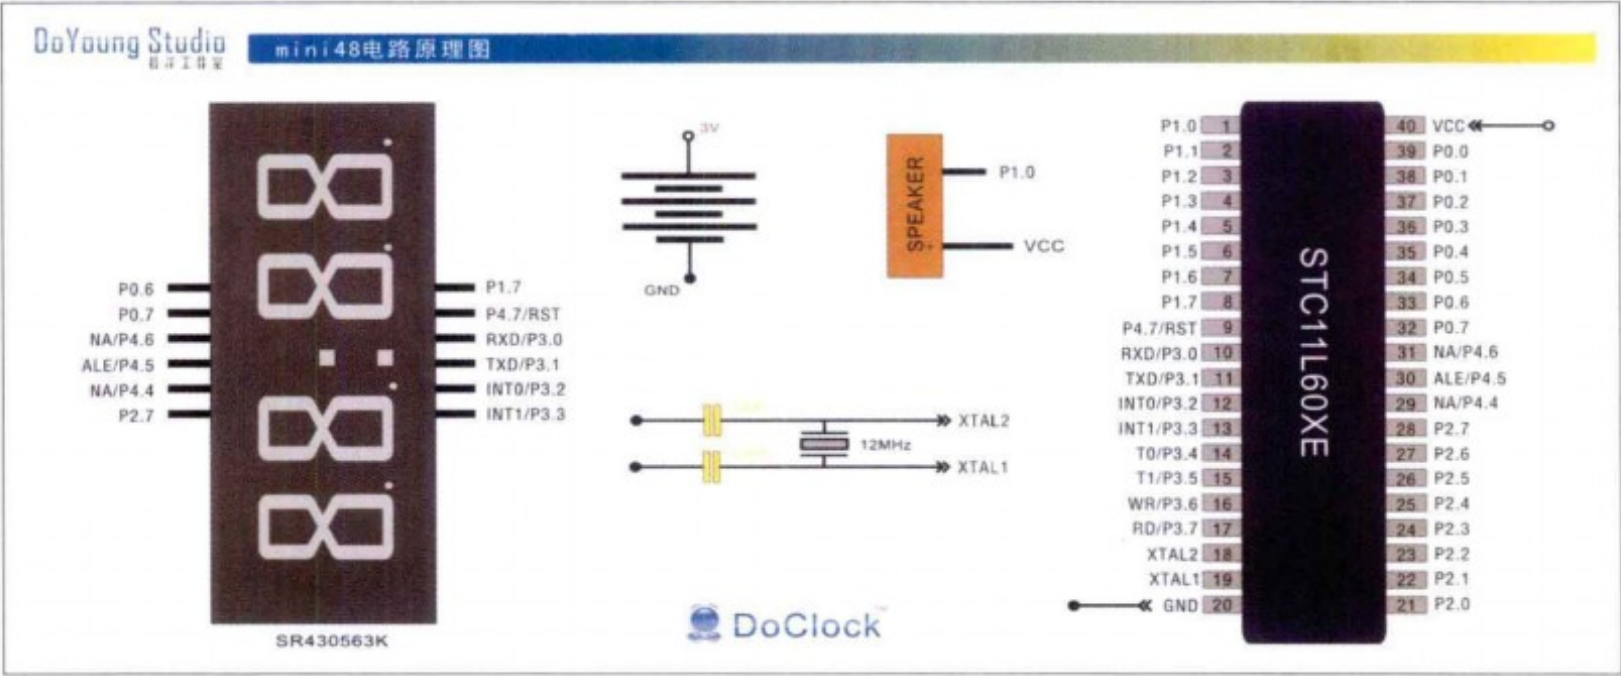 DoYoung Studio
mini48电路原理图
3V
GND
SPEAKER
+
P1.0
VCC
P0.6
P0.7
NA/P4.6
ALE/P4.5
NA/P4.4
P2.7
P1.7
P4.7/RST
RXD/P3.0
TXD/P3.1
INT0/P3.2
INT1/P3.3
SR430563K
XTAL2
12MHz
XTAL1
DoClock
STC11L60XE
P1.0 1
P1.1 2
P1.2 3
P1.3 4
P1.4 5
P1.5 6
P1.6 7
P1.7 8
P4.7/RST 9
RXD/P3.0 10
TXD/P3.1 11
INT0/P3.2 12
INT1/P3.3 13
T0/P3.4 14
T1/P3.5 15
WR/P3.6 16
RD/P3.7 17
XTAL2 18
XTAL1 19
GND 20
40 VCC
39 P0.0
38 P0.1
37 P0.2
36 P0.3
35 P0.4
34 P0.5
33 P0.6
32 P0.7
31 NA/P4.6
30 ALE/P4.5
29 NA/P4.4
28 P2.7
27 P2.6
26 P2.5
25 P2.4
24 P2.3
23 P2.2
22 P2.1
21 P2.0